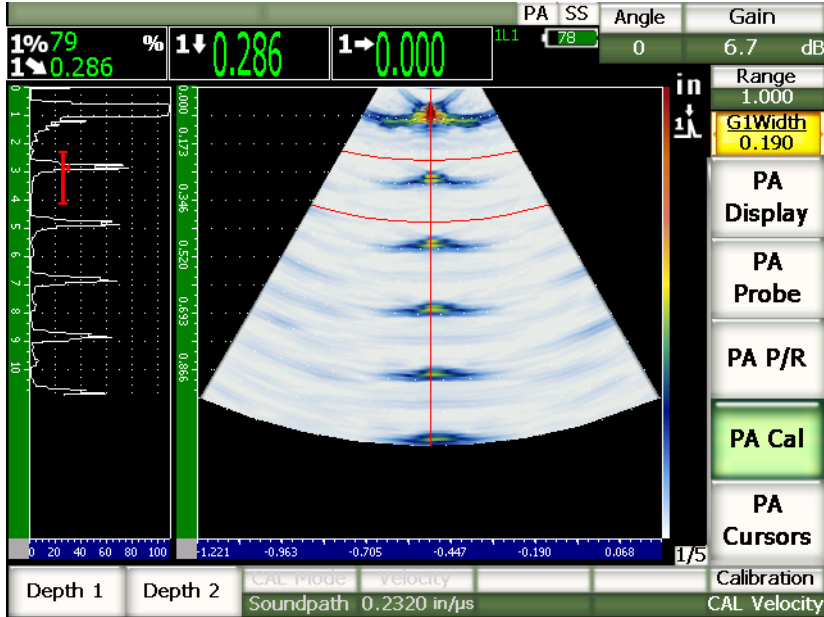 PA SS Angle Gain
1%79 % 1 0.286 1 0.000 1L1 78 0 6.7 dB
1 0.286
in
Range
1.000
G1Width
0.190
PA
Display
PA
Probe
PA P/R
PA Cal
PA
Cursors
0
1
2
3
4
5
6
7
8
9
10
0.000
0.173
0.346
0.520
0.693
0.866
1
0 20 40 60 80 100
-1.221 -0.963 -0.705 -0.447 -0.190 0.068 1/5
Depth 1 Depth 2 CAL Mode Velocity Calibration
Soundpath 0.2320 in/µs CAL Velocity